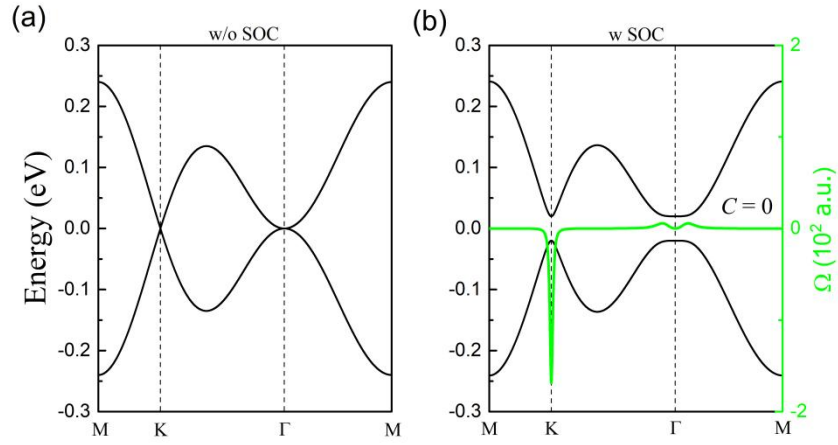 (a)
w/o SOC
Energy (eV)
0.3
0.2
0.1
0.0
-0.1
-0.2
-0.3
M K Γ M
(b)
w SOC
0.3
0.2
0.1
0.0
-0.1
-0.2
-0.3
M K Γ M
C = 0
2
0
-2
Ω (10² a.u.)